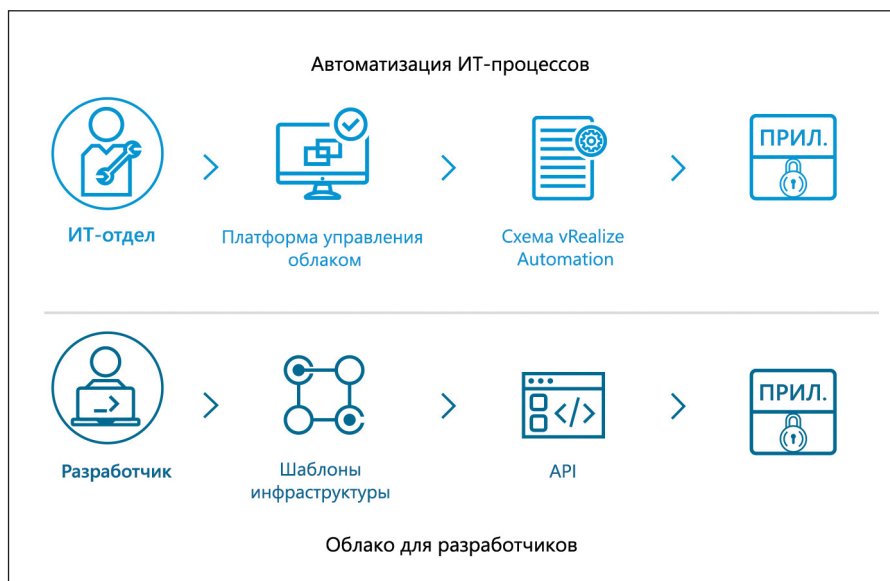 Автоматизация ИТ-процессов
ПРИЛ.
ИТ-отдел
Платформа управления
облаком
Схема vRealize
Automation
ПРИЛ.
Разработчик
Шаблоны
инфраструктуры
API
Облако для разработчиков